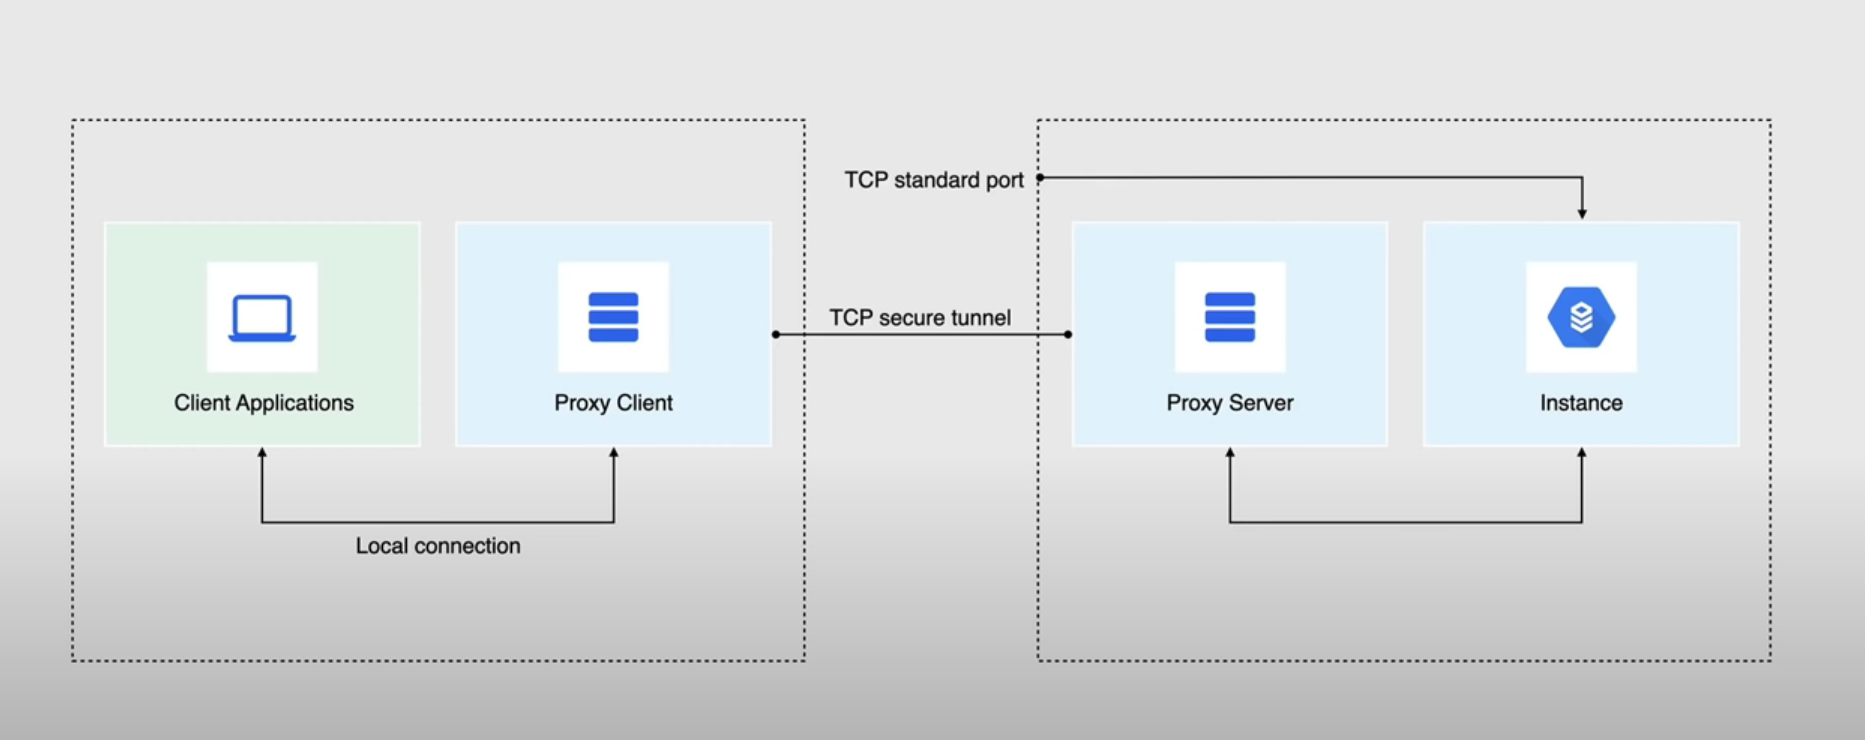 TCP standard port
TCP secure tunnel
Client Applications
Proxy Client
Proxy Server
Instance
Local connection